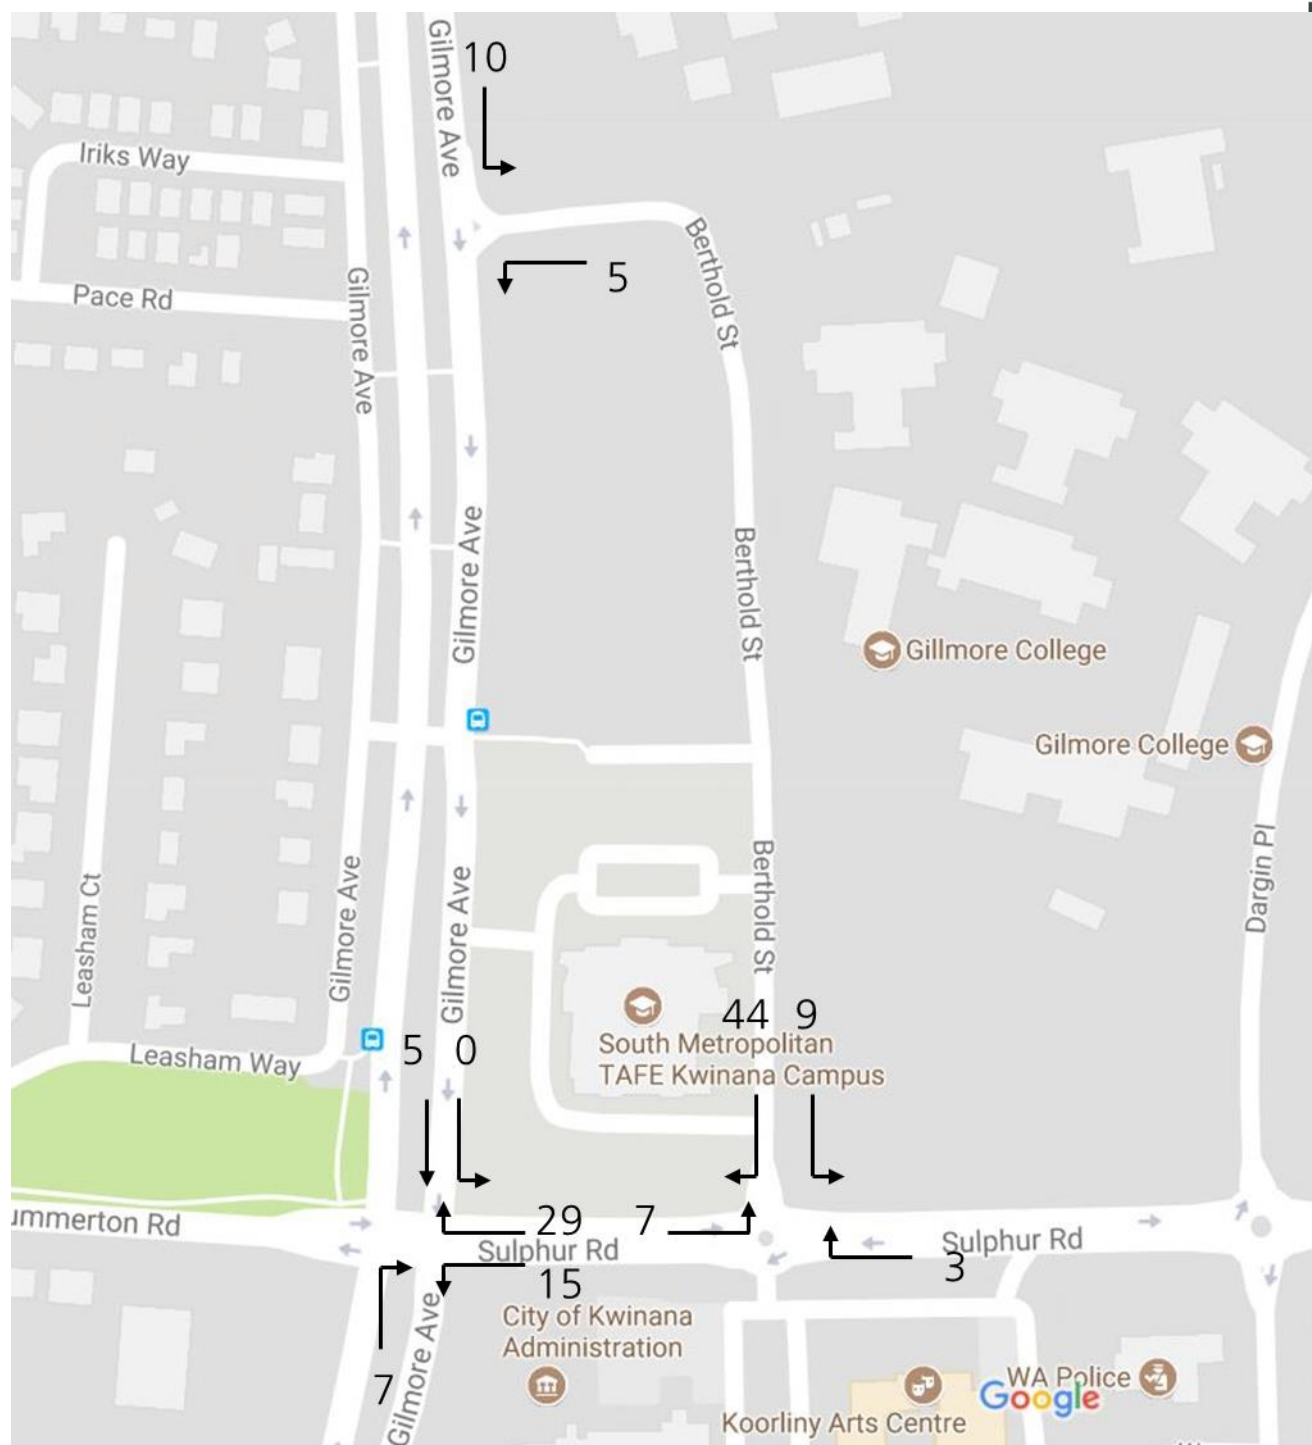 Gilmore Ave
10
Iriks Way
Berthold St
5
Pace Rd
Gilmore Ave
Gilmore Ave
Berthold St
Gillmore College
Gilmore College
Dargin Pl
Berthold St
Gilmore Ave
Gilmore Ave
Leasham Ct
44 9
South Metropolitan
TAFE Kwinana Campus
5 0
Leasham Way
ummerton Rd
29 7
Sulphur Rd
Sulphur Rd
3
15
City of Kwinana
Administration
7
Gilmore Ave
WA Police
Google
Koorliny Arts Centre